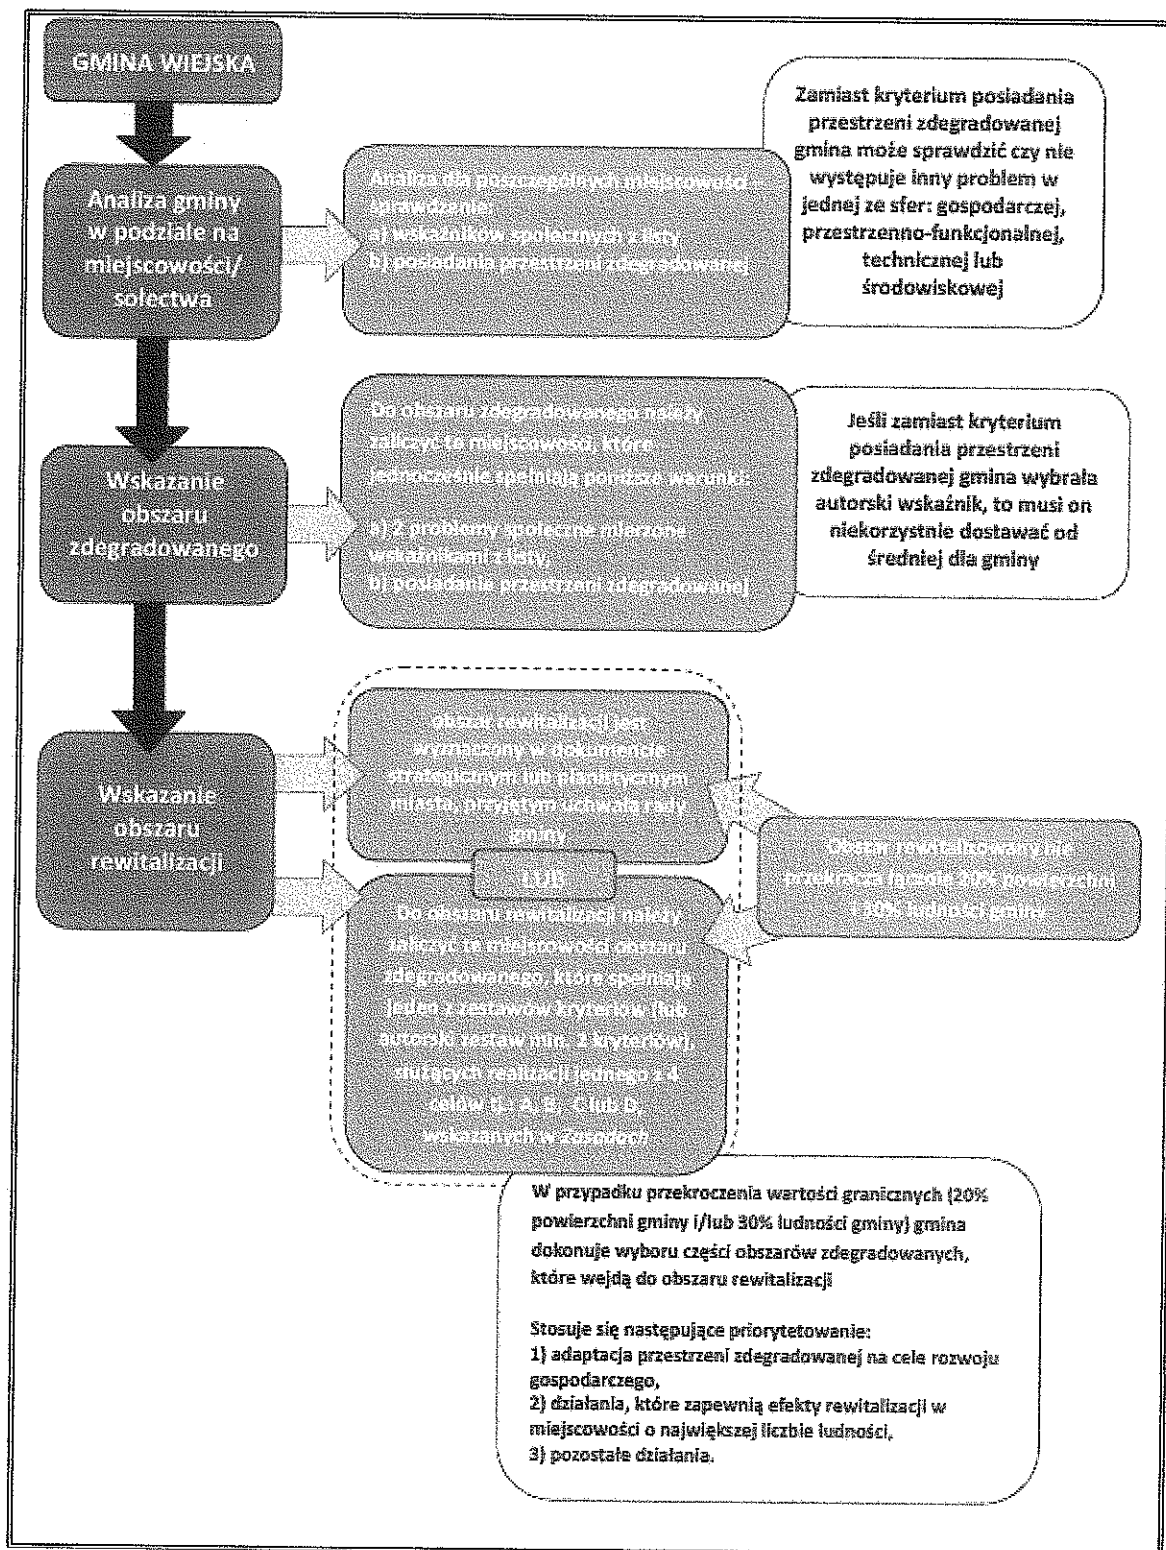 GMINA WIEJSKA
Analiza gminy
w podziale na
miejscowości/
sołectwa
Analiza dla poszczególnych miejscowości
sprawdzenie:
a) wskaźników społecznych z listy
b) posiadania przestrzeni zdegradowanej
Zamiast kryterium posiadania
przestrzeni zdegradowanej
gmina może sprawdzić czy nie
występuje inny problem w
jednej ze sfer: gospodarczej,
przestrzenno-funkcjonalnej,
technicznej lub
środowiskowej
Wskazanie
obszaru
zdegradowanego
Do obszaru zdegradowanego należy
zaliczyć te miejscowości, które
jednocześnie spełniają poniższe warunki:
a) 2 problemy społeczne mierzone
wskaźnikami z listy,
b) posiadanie przestrzeni zdegradowanej
Jeśli zamiast kryterium
posiadania przestrzeni
zdegradowanej gmina wybrała
autorski wskaźnik, to musi on
niekorzystnie dostawać od
średniej dla gminy
Wskazanie
obszaru
rewitalizacji
Obszar rewitalizacji jest
wyznaczony w dokumencie
strategicznym lub planistycznym
miasta, przyjętym uchwałą rady
gminy
LUB
Do obszaru rewitalizacji należy
zaliczyć te miejscowości obszaru
zdegradowanego, które spełniają
jeden z zestawów kryteriów (lub
autorski zestaw min. 2 kryteriów),
służących realizacji jednego z 4
celów tj.: A, B, C lub D,
wskazanych w Zasadach
Obszar rewitalizowany nie
przekracza łącznie 20% powierzchni
i 30% ludności gminy
W przypadku przekroczenia wartości granicznych (20%
powierzchni gminy i/lub 30% ludności gminy) gmina
dokonuje wyboru części obszarów zdegradowanych,
które wejdą do obszaru rewitalizacji
Stosuje się następujące priorytetowanie:
1) adaptacja przestrzeni zdegradowanej na cele rozwoju
gospodarczego,
2) działania, które zapewnią efekty rewitalizacji w
miejscowości o największej liczbie ludności,
3) pozostałe działania.